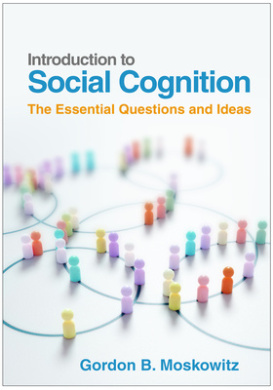 Introduction to
Social Cognition
The Essential Questions and Ideas
Gordon B. Moskowitz